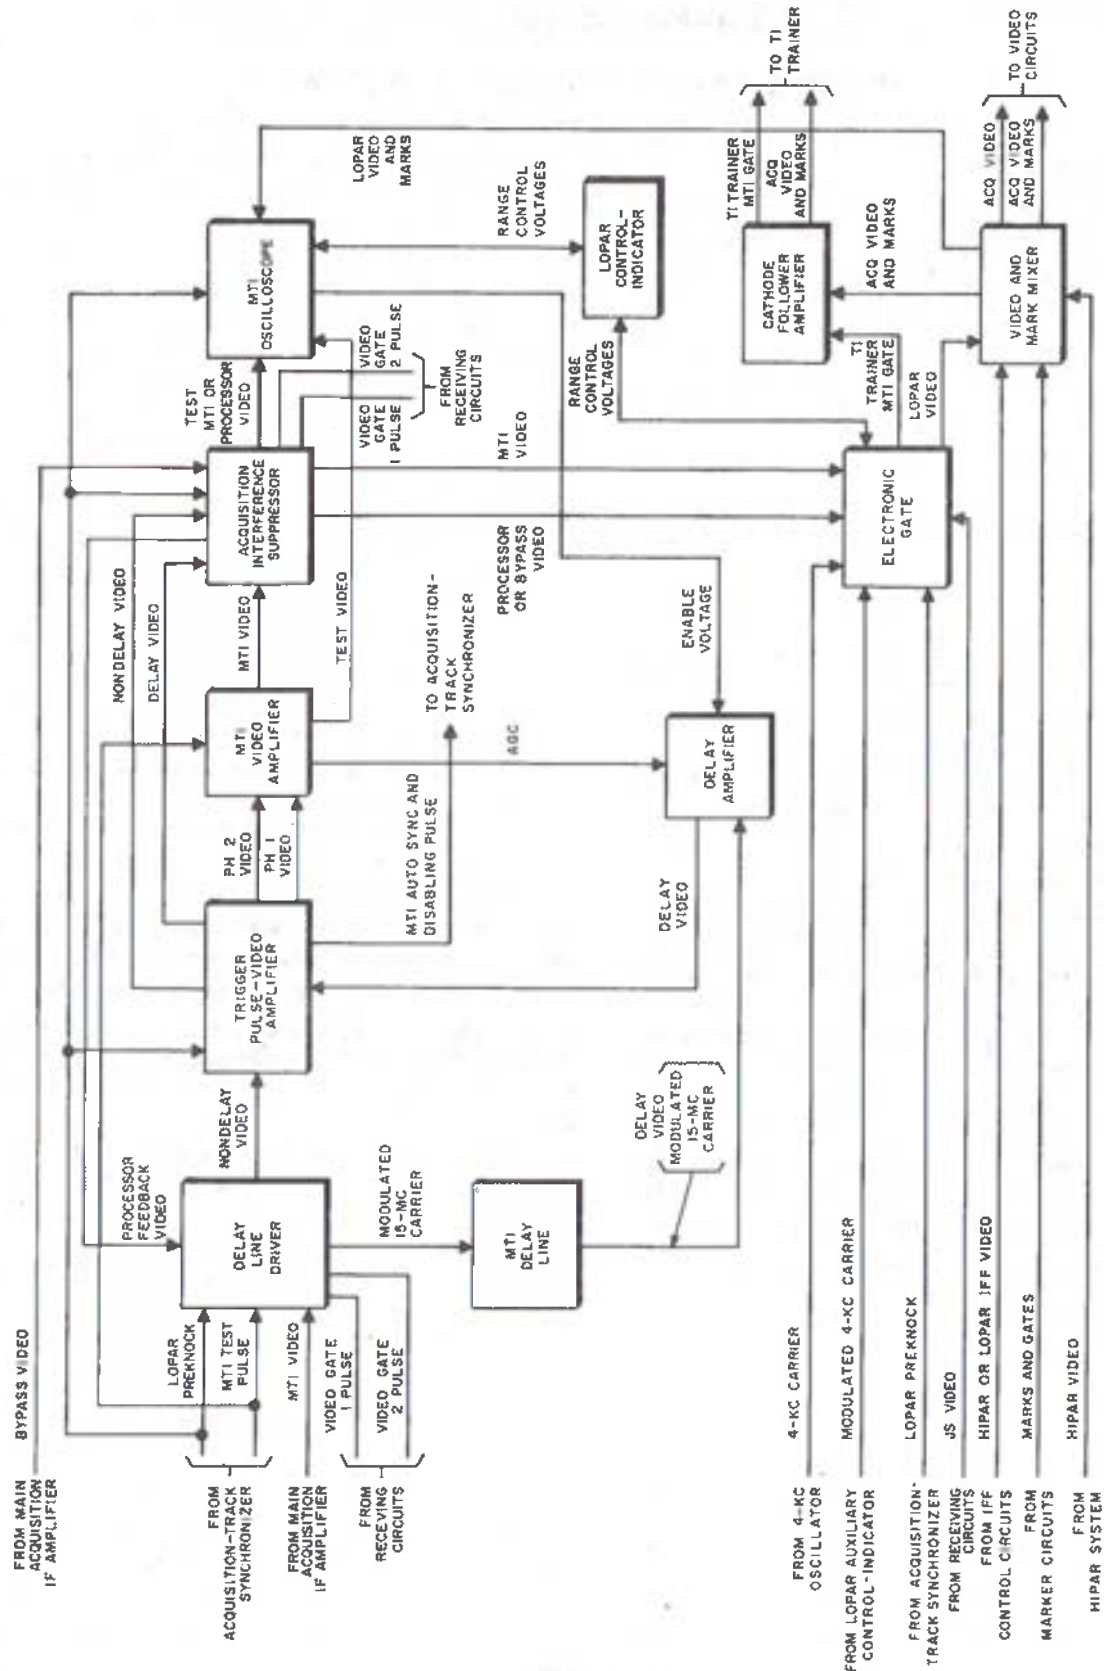 FROM MAIN
ACQUISITION
IF AMPLIFIER
BYPASS VIDEO
FROM
ACQUISITION-TRACK
SYNCHRONIZER
LOPAR
PREKNOCK
MTI TEST
PULSE
FROM MAIN
ACQUISITION
IF AMPLIFIER
MTI VIDEO
FROM
RECEVING
CIRCUITS
VIDEO GATE
1 PULSE
VIDEO GATE
2 PULSE
PROCESSOR
FEEDBACK
VIDEO
DELAY
LINE
DRIVER
NONDELAY
VIDEO
MODULATED
15-MC
CARRIER
MTI
DELAY
LINE
DELAY
VIDEO
MODULATED
15-MC
CARRIER
TRIGGER
PULSE-VIDEO
AMPLIFIER
NONDELAY VIDEO
DELAY VIDEO
PH 2
VIDEO
PH 1
VIDEO
MTI AUTO SYNC AND
DISABLING PULSE
TO ACQUISITION-
TRACK
SYNCHRONIZER
DELAY
VIDEO
MTI
VIDEO
AMPLIFIER
MTI VIDEO
TEST VIDEO
AGC
DELAY
AMPLIFIER
ENABLE
VOLTAGE
ACQUISITION
INTERFERENCE
SUPPRESSOR
TEST
MTI OR
PROCESSOR
VIDEO
VIDEO
GATE
1 PULSE
VIDEO
GATE
2 PULSE
FROM
RECEIVING
CIRCUITS
MTI
VIDEO
PROCESSOR
OR BYPASS
VIDEO
MTI
OSCILLOSCOPE
LOPAR
VIDEO
AND
MARKS
RANGE
CONTROL
VOLTAGES
LOPAR
CONTROL-
INDICATOR
RANGE
CONTROL
VOLTAGES
FROM 4-KC
OSCILLATOR
4-KC CARRIER
FROM LOPAR AUXILIARY
CONTROL-INDICATOR
MODULATED 4-KC CARRIER
FROM ACQUISITION-
TRACK SYNCHRONIZER
LOPAR PREKNOCK
FROM RECEIVING
CIRCUITS
JS VIDEO
FROM IFF
CONTROL CIRCUITS
HIPAR OR LOPAR IFF VIDEO
FROM
MARKER CIRCUITS
MARKS AND GATES
FROM
HIPAR SYSTEM
HIPAR VIDEO
ELECTRONIC
GATE
TI
TRAINER
MTI GATE
LOPAR
VIDEO
CATHODE
FOLLOWER
AMPLIFIER
TI TRAINER
MTI GATE
ACQ
VIDEO
AND MARKS
TO TI
TRAINER
ACQ VIDEO
AND MARKS
VIDEO AND
MARK MIXER
ACQ VIDEO
ACQ VIDEO
AND MARKS
TO VIDEO
CIRCUITS